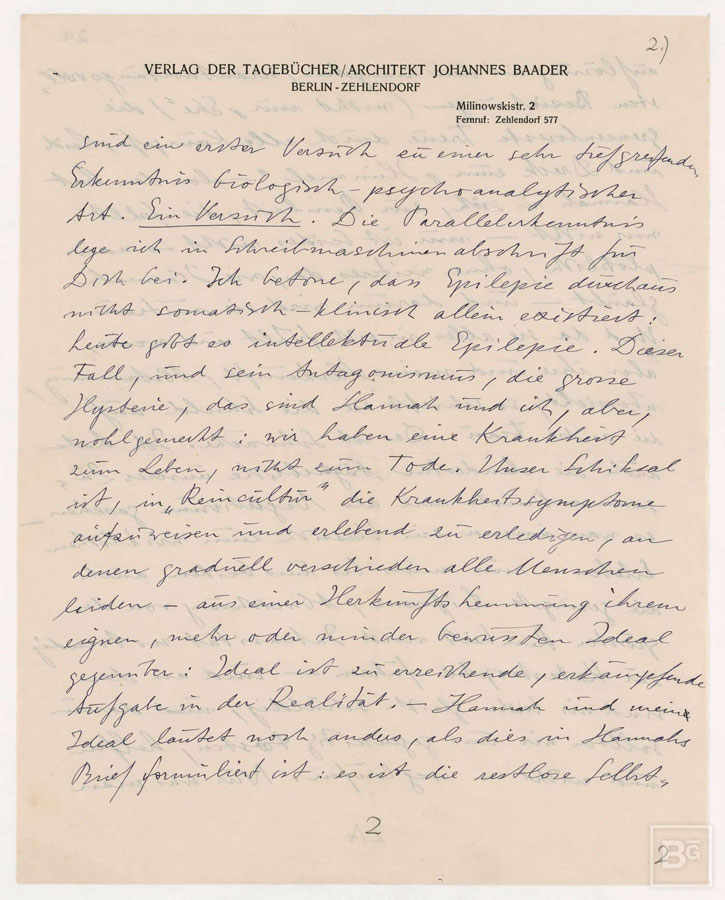 2.)
VERLAG DER TAGEBÜCHER/ARCHITEKT JOHANNES BAADER
BERLIN-ZEHLENDORF
Milinowskistr. 2
Fernruf: Zehlendorf 577
sind ein erster Versuch zu einer sehr tiefgreifenden
Erkenntnis biologisch-psychoanalytischer
Art. Ein Versuch. Die Parallelerkenntnis
lege ich in Schreibmaschinenabschrift für
Dich bei. Ich betone, dass Epilepsie durchaus
nicht somatisch-klinisch allein existiert:
heute gibt es intellektuale Epilepsie. Dieser
Fall, und sein Antagonismus, die grosse
Hysterie, das sind Hannah und ich, aber,
wohlgemerkt: wir haben eine Krankheit
zum Leben, nicht zum Tode. Unser Schiksal
ist, in „Reincultur" die Krankheitssymptome
aufzuweisen und erlebend zu erledigen, an
denen graduell verschieden alle Menschen
leiden – aus einer Herkunftshemmung ihrem
eignen, mehr oder minder bewussten Ideal
gegenüber: Ideal ist zu erreichende, erkämpfende
Aufgabe in der Realität. – Hannah und mein
Ideal lautet noch anders, als dies in Hannahs
Brief formuliert ist: es ist die restlose Selbst-
2
2
BG